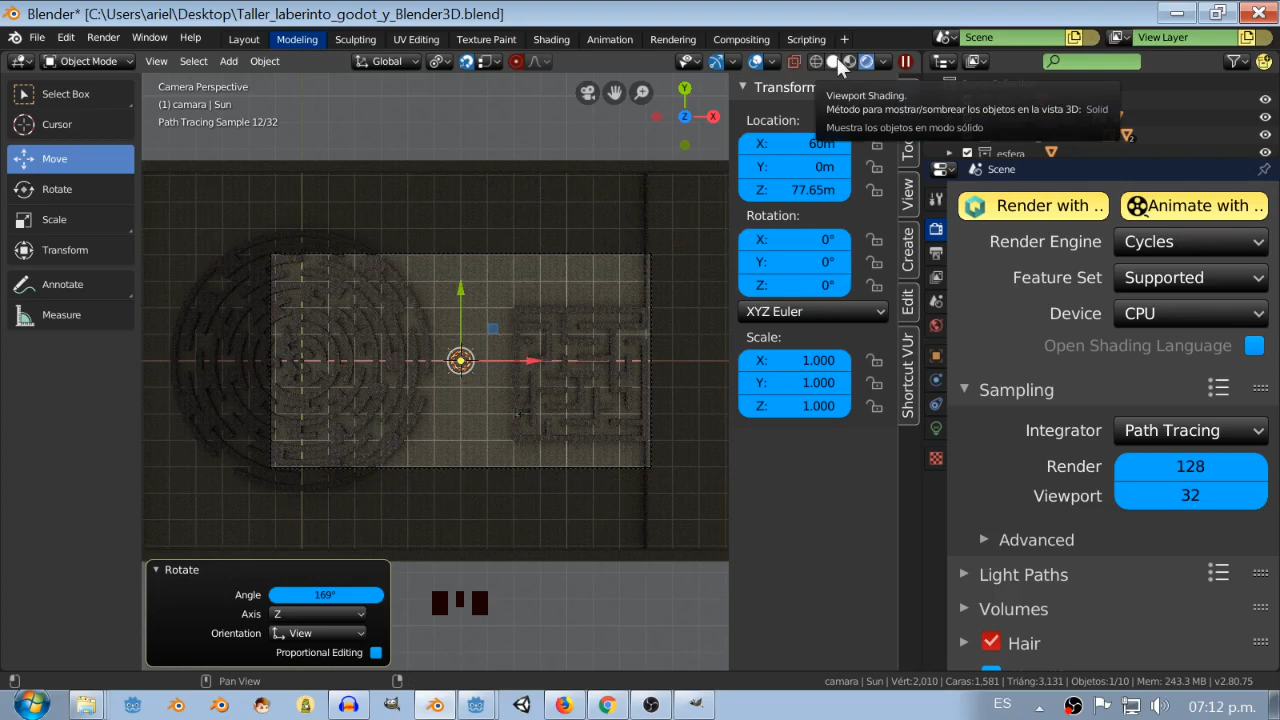 Blender* [C:\Users\ariel\Desktop\Taller_laberinto_godot_y_Blender3D.blend]
File Edit Render Window Help Layout Modeling Sculpting UV Editing Texture Paint Shading Animation Rendering Compositing Scripting + Scene View Layer
Object Mode View Select Add Object Global
Camera Perspective
(1) camara | Sun
Path Tracing Sample 12/32
Select Box
Cursor
Move
Rotate
Scale
Transform
Annotate
Measure
Y
Z
X
Transform
Location:
X: 60m
Y: 0m
Z: 77.65m
Rotation:
X: 0°
Y: 0°
Z: 0°
XYZ Euler
Scale:
X: 1.000
Y: 1.000
Z: 1.000
View
Create
Edit
Shortcut VUr
Viewport Shading.
Método para mostrar/sombrear los objetos en la vista 3D: Solid
Muestra los objetos en modo sólido
2
esfera
Scene
Render with ..
Animate with ..
Render Engine Cycles
Feature Set Supported
Device CPU
Open Shading Language
Sampling
Integrator Path Tracing
Render 128
Viewport 32
Advanced
Light Paths
Volumes
Hair
Rotate
Angle 169°
Axis Z
Orientation View
Proportional Editing
Pan View
camara | Sun | Vért:2,010 | Caras:1,581 | Triáng:3,131 | Objects:1/10 | Mem: 243.3 MB | v2.80.75
ES 07:12 p.m.